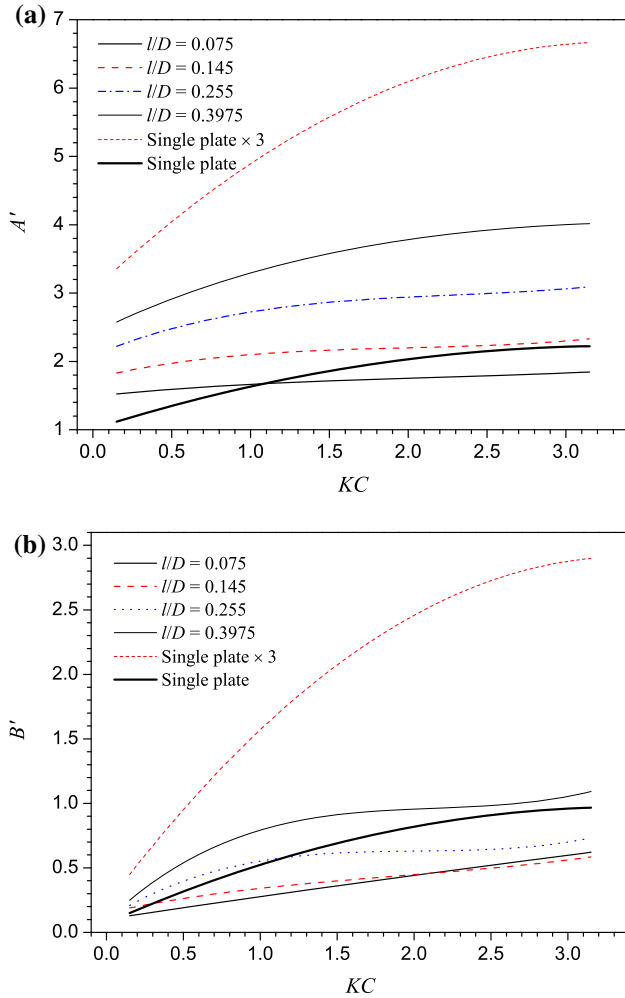 (a)
7
6
5
4
3
2
1
A'
l/D = 0.075
l/D = 0.145
l/D = 0.255
l/D = 0.3975
Single plate × 3
Single plate
0.0 0.5 1.0 1.5 2.0 2.5 3.0
KC
(b)
3.0
2.5
2.0
1.5
1.0
0.5
0.0
B'
l/D = 0.075
l/D = 0.145
l/D = 0.255
l/D = 0.3975
Single plate × 3
Single plate
0.0 0.5 1.0 1.5 2.0 2.5 3.0
KC